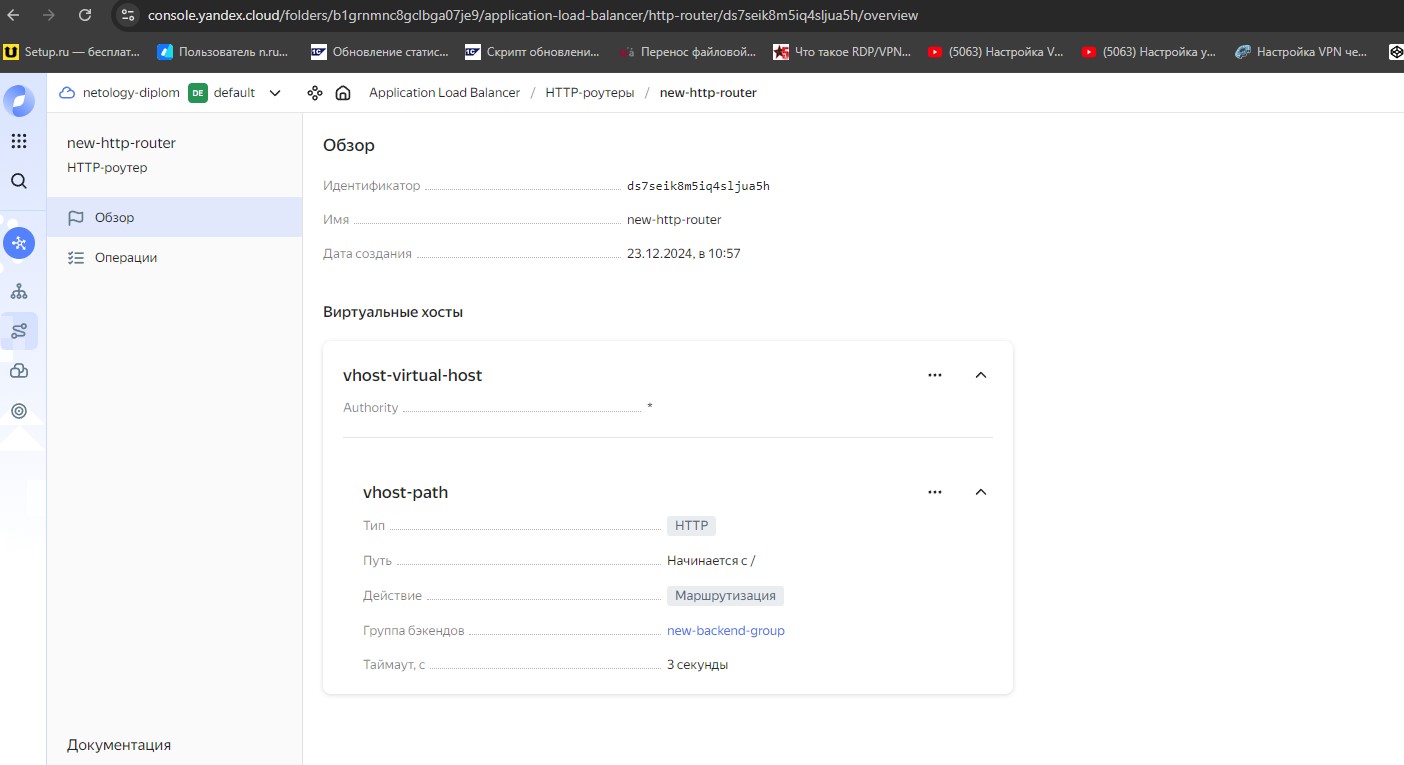 console.yandex.cloud/folders/b1grnmnc8gclbga07je9/application-load-balancer/http-router/ds7seik8m5iq4sljua5h/overview
Setup.ru — бесплат... Пользователь n.ru... Обновление статис... Скрипт обновлени... Перенос файловой... Что такое RDP/VPN... (5063) Настройка V... (5063) Настройка у... Настройка VPN че...
netology-diplom DE default Application Load Balancer / HTTP-роутеры / new-http-router
new-http-router
HTTP-роутер
Обзор
Операции
Документация
Обзор
Идентификатор ds7seik8m5iq4sljua5h
Имя new-http-router
Дата создания 23.12.2024, в 10:57
Виртуальные хосты
vhost-virtual-host
Authority *
vhost-path
Тип HTTP
Путь Начинается с /
Действие Маршрутизация
Группа бэкендов new-backend-group
Таймаут, с 3 секунды